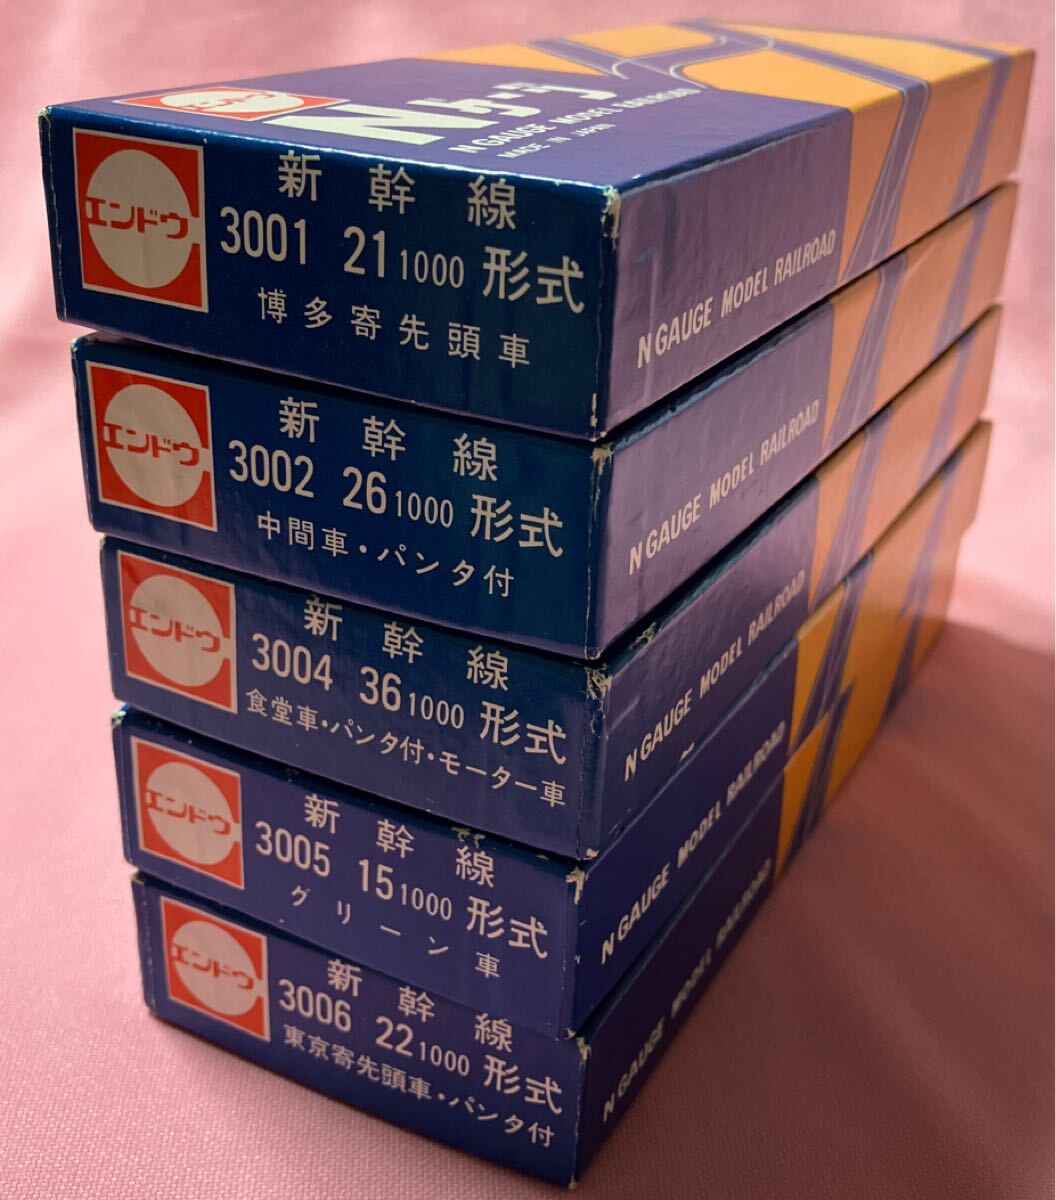 エンドウ
Nゲージ
N GAUGE MODEL RAILROAD
MADE IN JAPAN
エンドウ
新幹線
3001 21 1000 形式
博多寄先頭車
N GAUGE MODEL RAILROAD
エンドウ
新幹線
3002 26 1000 形式
中間車・パンタ付
N GAUGE MODEL RAILROAD
エンドウ
新幹線
3004 36 1000 形式
食堂車・パンタ付・モーター車
N GAUGE MODEL RAILROAD
エンドウ
新幹線
3005 15 1000 形式
グリーン車
N GAUGE MODEL RAILROAD
エンドウ
新幹線
3006 22 1000 形式
東京寄先頭車・パンタ付
N GAUGE MODEL RAILROAD